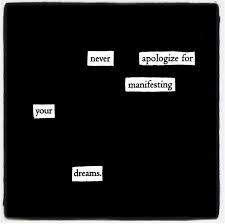 never apologize for
manifesting
your
dreams.